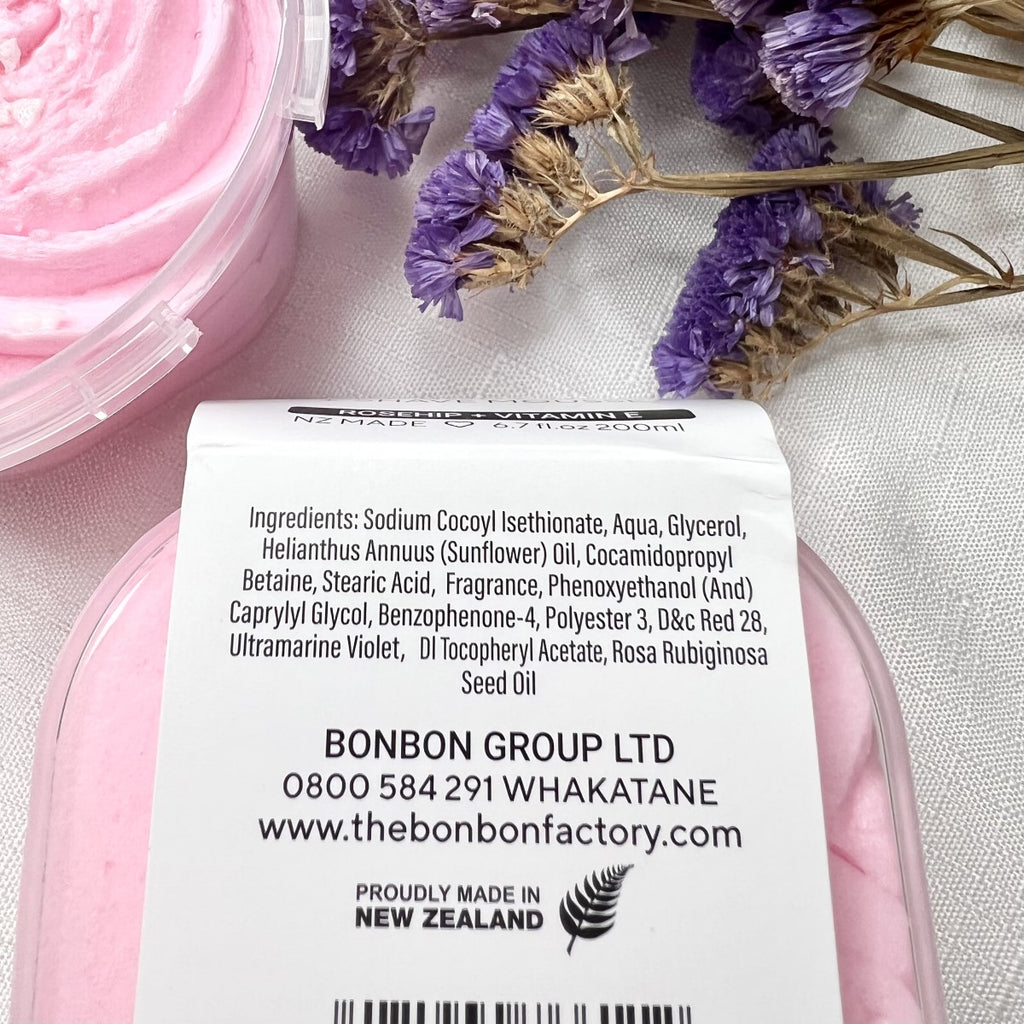 ROSEHIP + VITAMIN E
NZ MADE ♡ 6.7 fl.oz 200ml
Ingredients: Sodium Cocoyl Isethionate, Aqua, Glycerol,
Helianthus Annuus (Sunflower) Oil, Cocamidopropyl
Betaine, Stearic Acid, Fragrance, Phenoxyethanol (And)
Caprylyl Glycol, Benzophenone-4, Polyester 3, D&c Red 28,
Ultramarine Violet, Dl Tocopheryl Acetate, Rosa Rubiginosa
Seed Oil
BONBON GROUP LTD
0800 584 291 WHAKATANE
www.thebonbonfactory.com
PROUDLY MADE IN
NEW ZEALAND